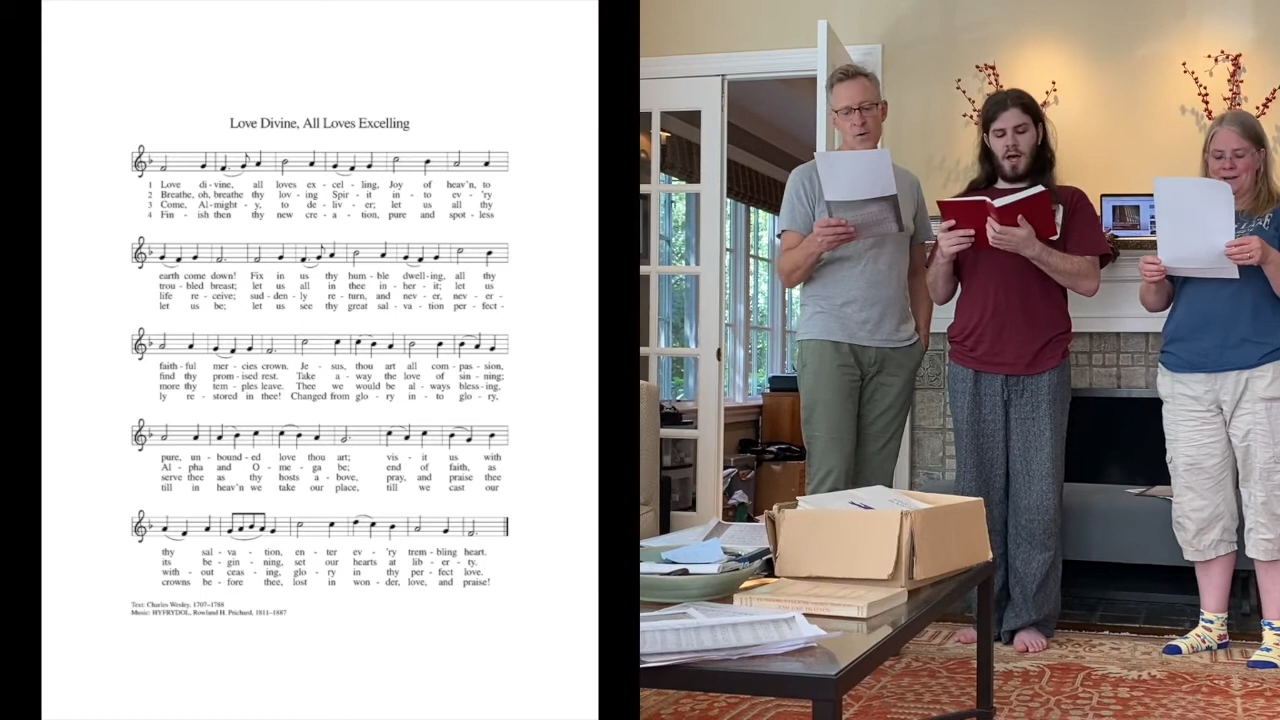 Love Divine, All Loves Excelling
1 Love di - vine, all loves ex - cel - ling, Joy of heav'n, to
2 Breathe, oh, breathe thy lov - ing Spir - it in - to ev - 'ry
3 Come, Al - might - y, to de - liv - er; let us all thy
4 Fin - ish then thy new cre - a - tion, pure and spot - less
earth come down! Fix in us thy hum - ble dwell - ing, all thy
trou - bled breast; let us all in thee in - her - it; let us
life re - ceive; sud - den - ly re - turn, and nev - er, nev - er -
let us be; let us see thy great sal - va - tion per - fect -
faith - ful mer - cies crown. Je - sus, thou art all com - pas - sion,
find thy prom - ised rest. Take a - way the love of sin - ning;
more thy tem - ples leave. Thee we would be al - ways bless - ing,
ly re - stored in thee! Changed from glo - ry in - to glo - ry,
pure, un - bound - ed love thou art; vis - it us with
Al - pha and O - me - ga be; end of faith, as
serve thee as thy hosts a - bove, pray, and praise thee
till in heav'n we take our place, till we cast our
thy sal - va - tion, en - ter ev - 'ry trem - bling heart.
its be - gin - ning, set our hearts at lib - er - ty.
with - out ceas - ing, glo - ry in thy per - fect love.
crowns be - fore thee, lost in won - der, love, and praise!
Text: Charles Wesley, 1707–1788
Music: HYFRYDOL, Rowland H. Prichard, 1811–1887